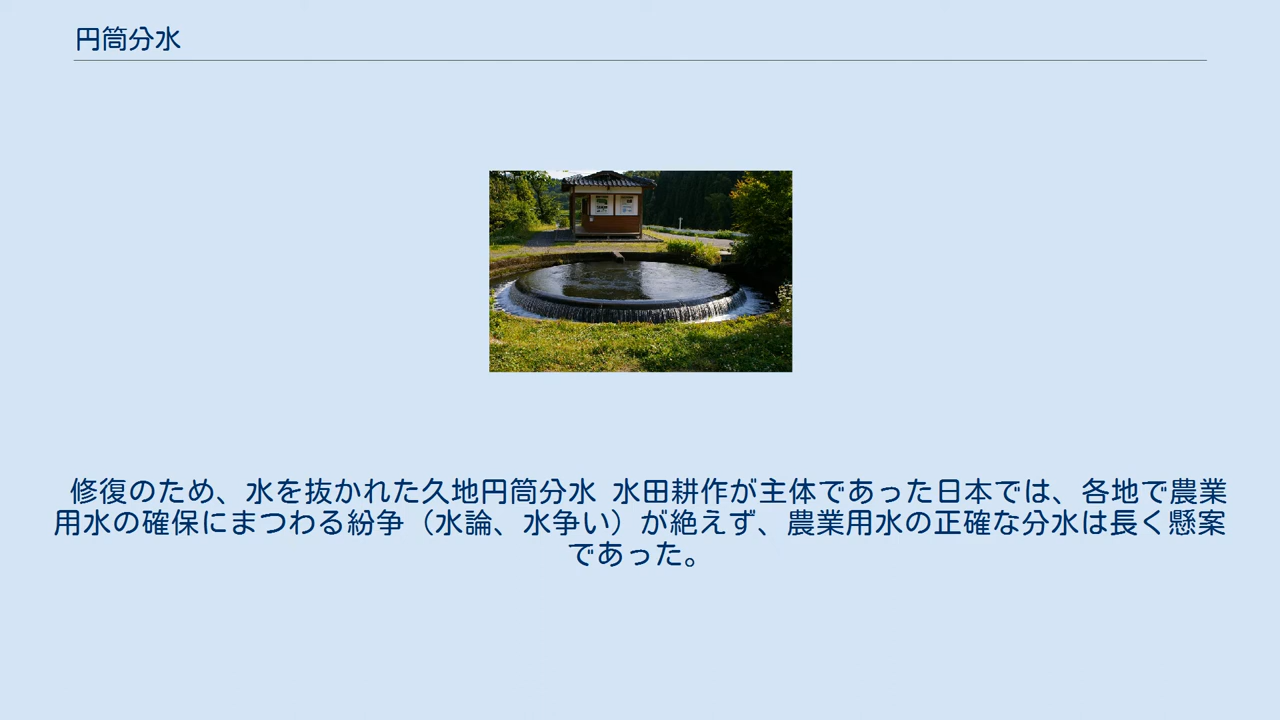 円筒分水
修復のため、水を抜かれた久地円筒分水 水田耕作が主体であった日本では、各地で農業
用水の確保にまつわる紛争（水論、水争い）が絶えず、農業用水の正確な分水は長く懸案
であった。